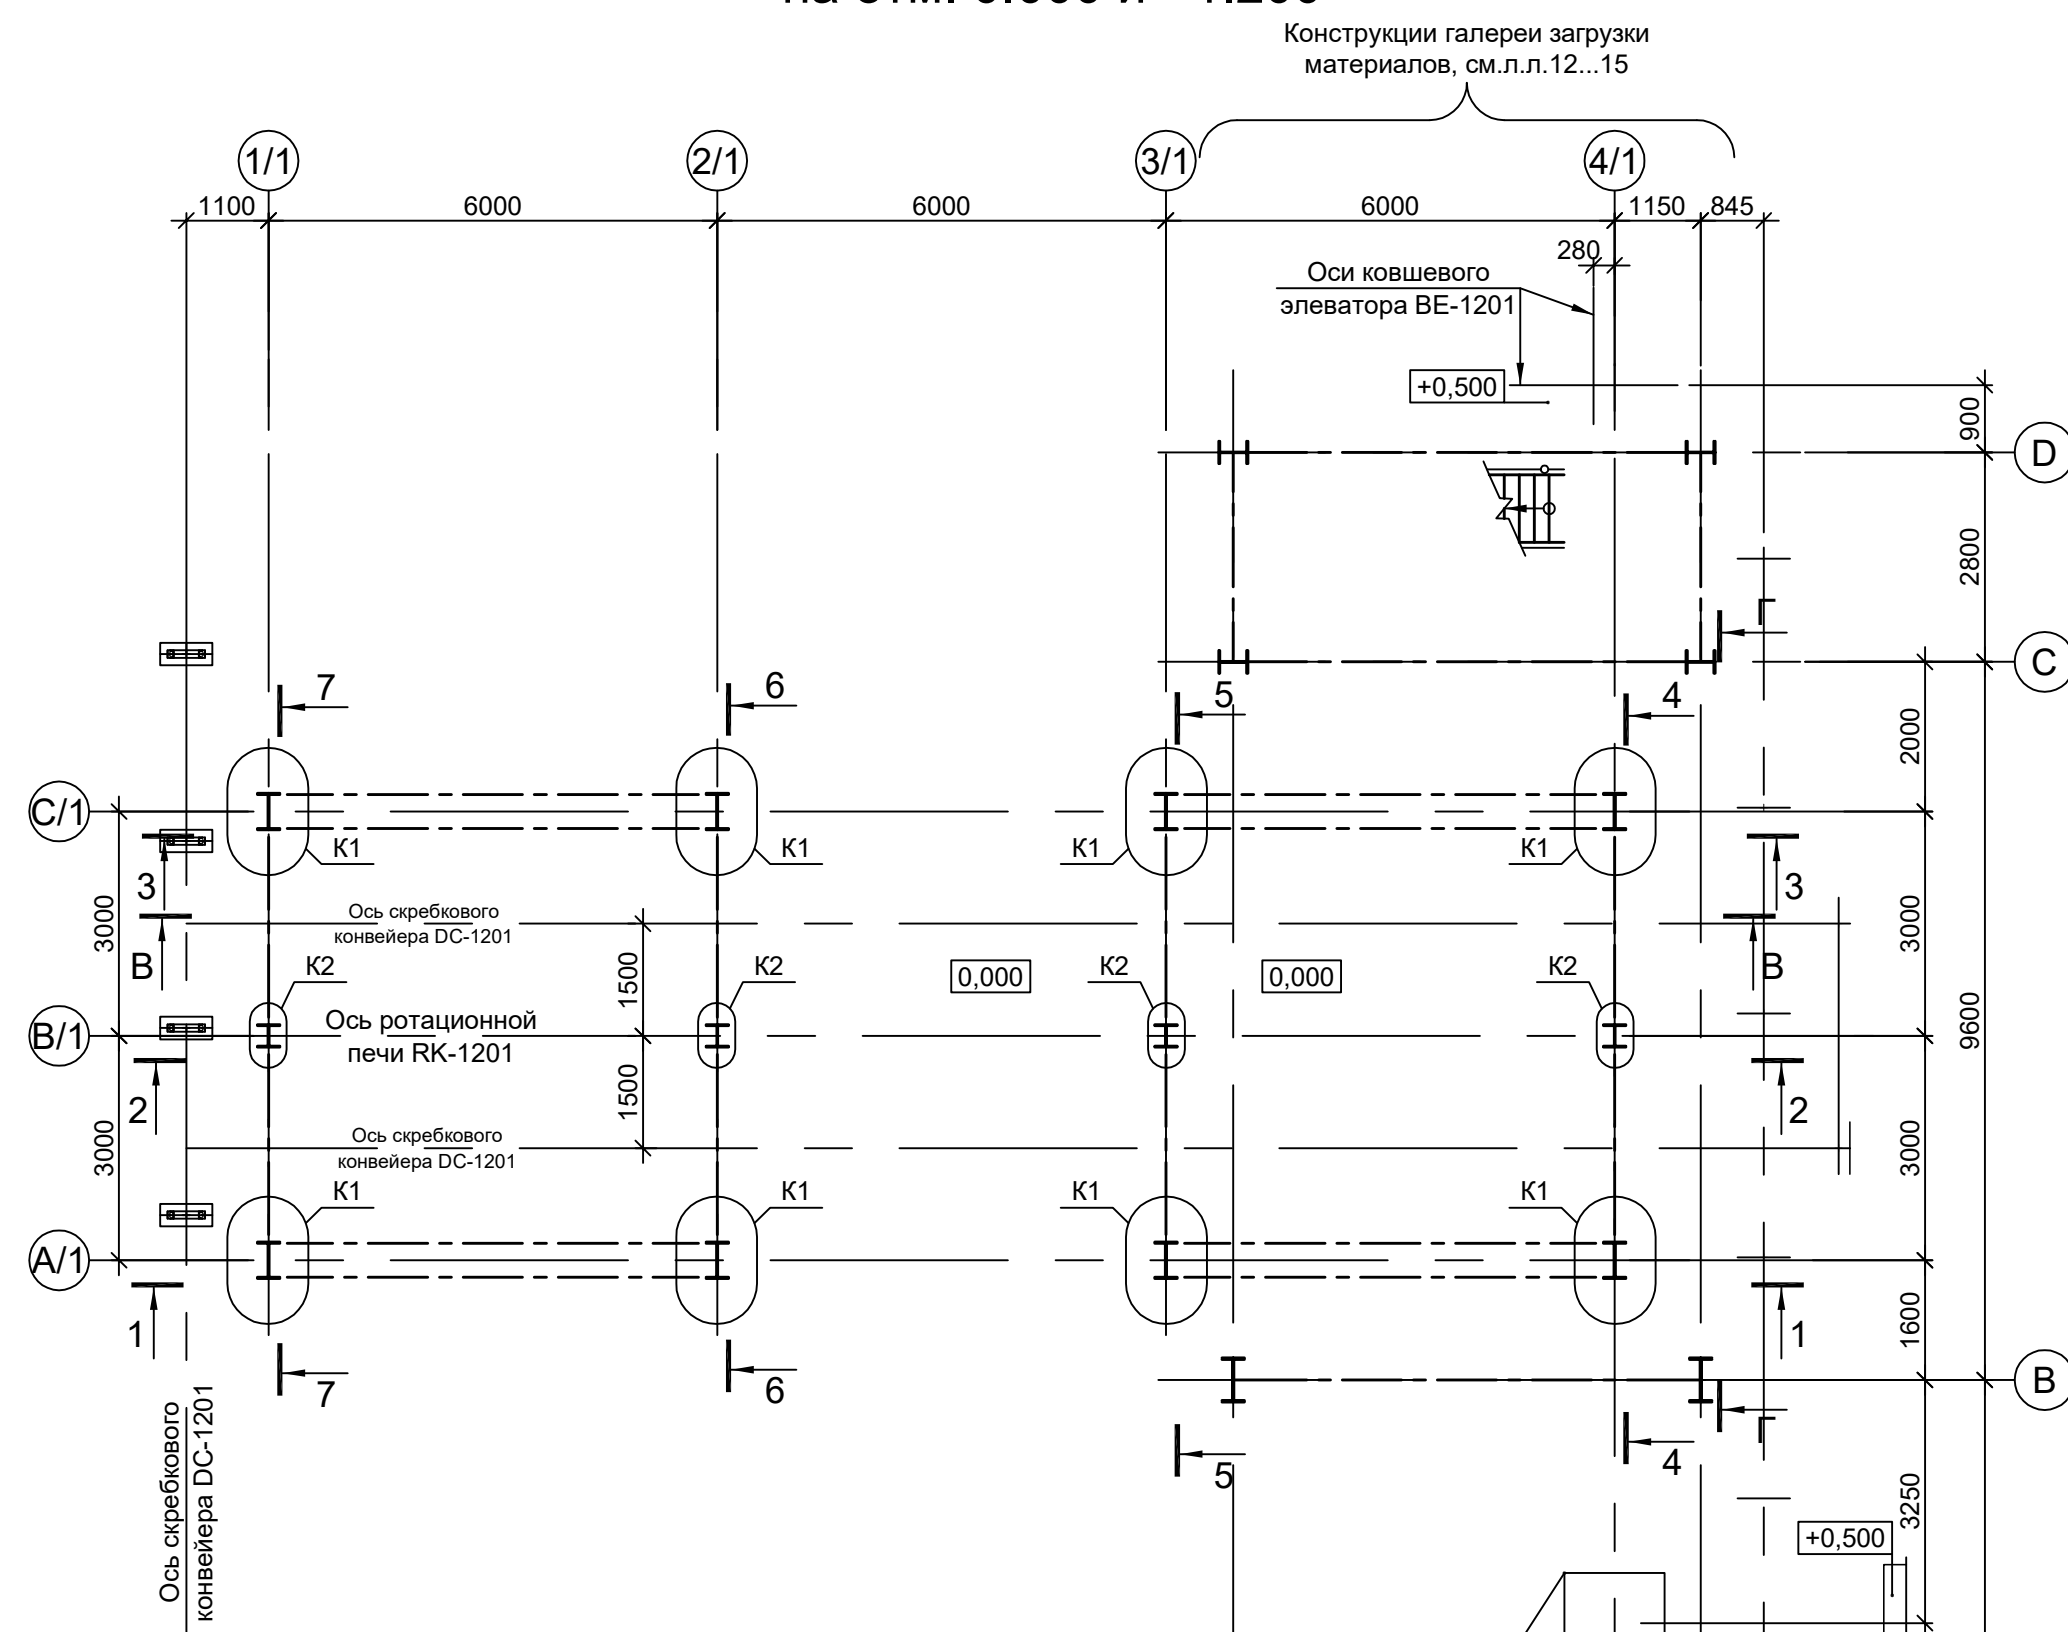 Конструкции галереи загрузки
материалов, см.л.л.12...15
1/1
2/1
3/1
4/1
1100
6000
6000
6000
1150
845
280
Оси ковшевого
элеватора BE-1201
+0,500
900
D
2800
C
7
6
5
4
2000
C/1
К1
К1
К1
К1
3
3
3000
3000
Ось скребкового
конвейера DC-1201
1500
В
В
К2
К2
0,000
К2
0,000
К2
B/1
Ось ротационной
печи RK-1201
9600
2
2
1500
3000
3000
Ось скребкового
конвейера DC-1201
К1
К1
К1
К1
A/1
1
1
1600
7
6
B
5
4
Г
Г
Ось скребкового
конвейера DC-1201
3250
+0,500